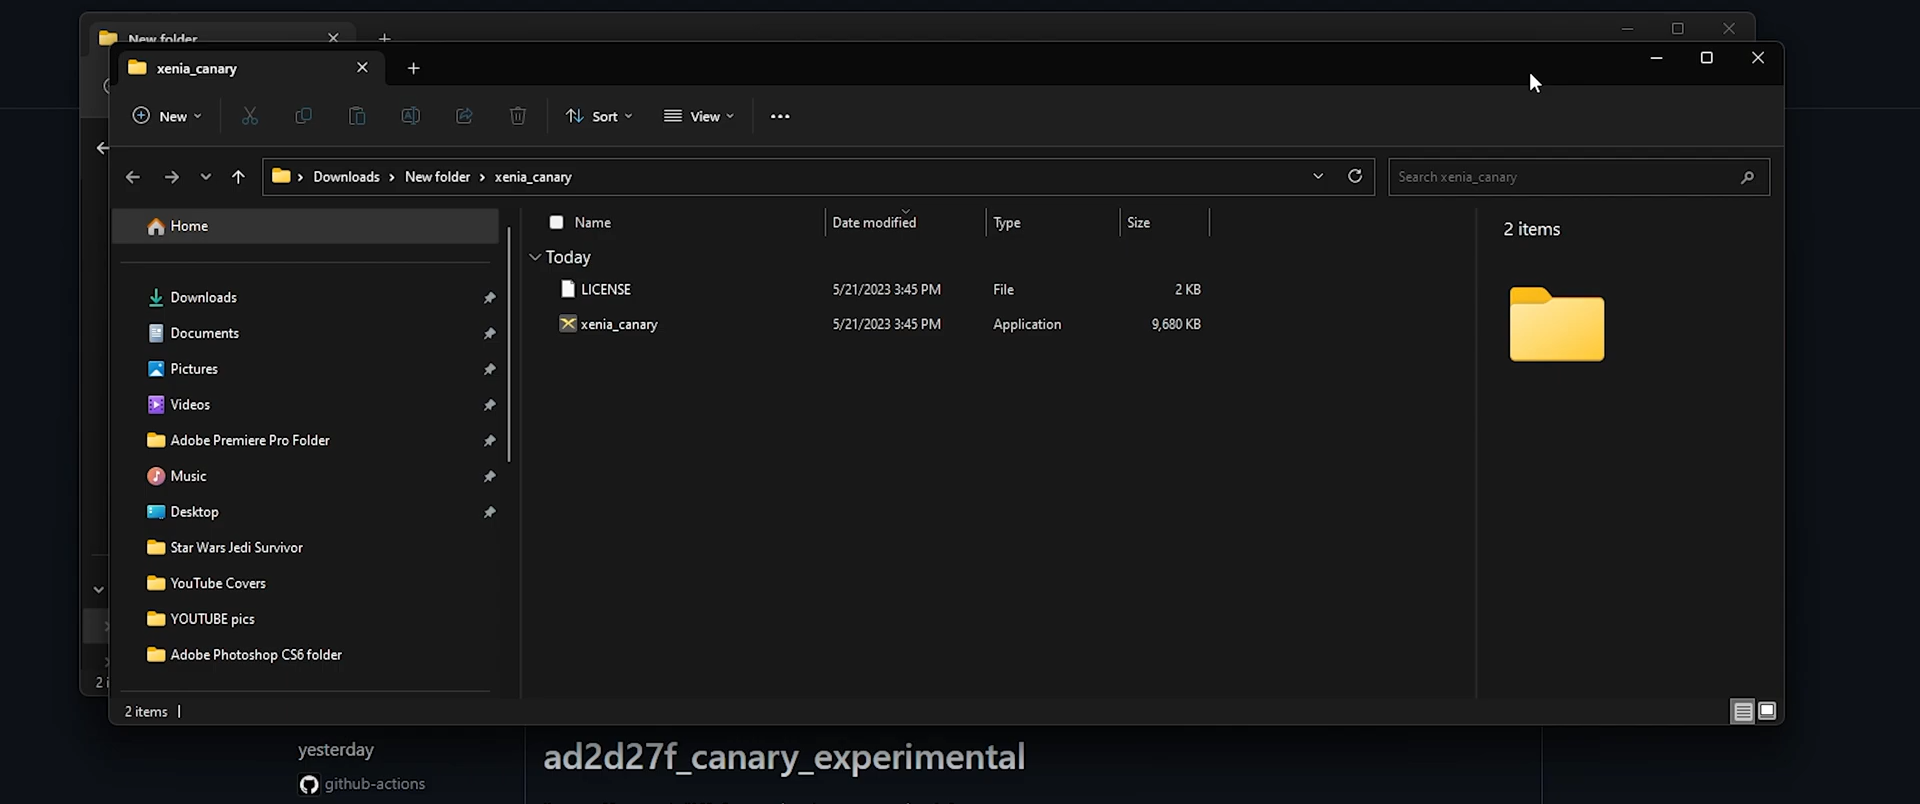 New folder
xenia_canary
New
Sort
View
Downloads > New folder > xenia_canary
Search xenia_canary
Home
Downloads
Documents
Pictures
Videos
Adobe Premiere Pro Folder
Music
Desktop
Star Wars Jedi Survivor
YouTube Covers
YOUTUBE pics
Adobe Photoshop CS6 folder
Name Date modified Type Size
Today
LICENSE 5/21/2023 3:45 PM File 2 KB
xenia_canary 5/21/2023 3:45 PM Application 9,680 KB
2 items
2 i
2 items
yesterday
github-actions
ad2d27f_canary_experimental